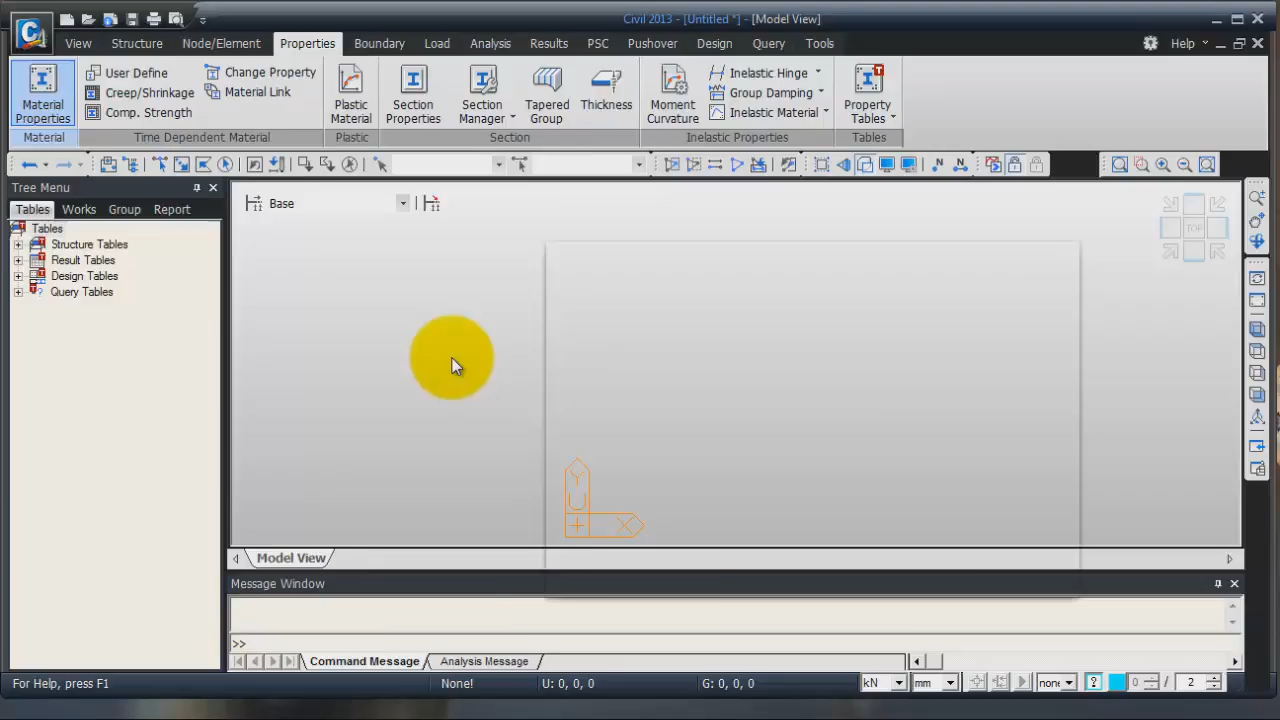 Civil 2013 - [Untitled *] - [Model View]
View Structure Node/Element Properties Boundary Load Analysis Results PSC Pushover Design Query Tools Help
Material Properties
User Define
Creep/Shrinkage
Comp. Strength
Change Property
Material Link
Plastic Material
Section Properties
Section Manager
Tapered Group
Thickness
Moment Curvature
Inelastic Hinge
Group Damping
Inelastic Material
Property Tables
Material Time Dependent Material Plastic Section Inelastic Properties Tables
Tree Menu
Tables Works Group Report
Tables
Structure Tables
Result Tables
Design Tables
Query Tables
Base
TOP
Y
U
X
Model View
Message Window
>>
Command Message Analysis Message
For Help, press F1 None! U: 0, 0, 0 G: 0, 0, 0 kN mm none ? 0 / 2